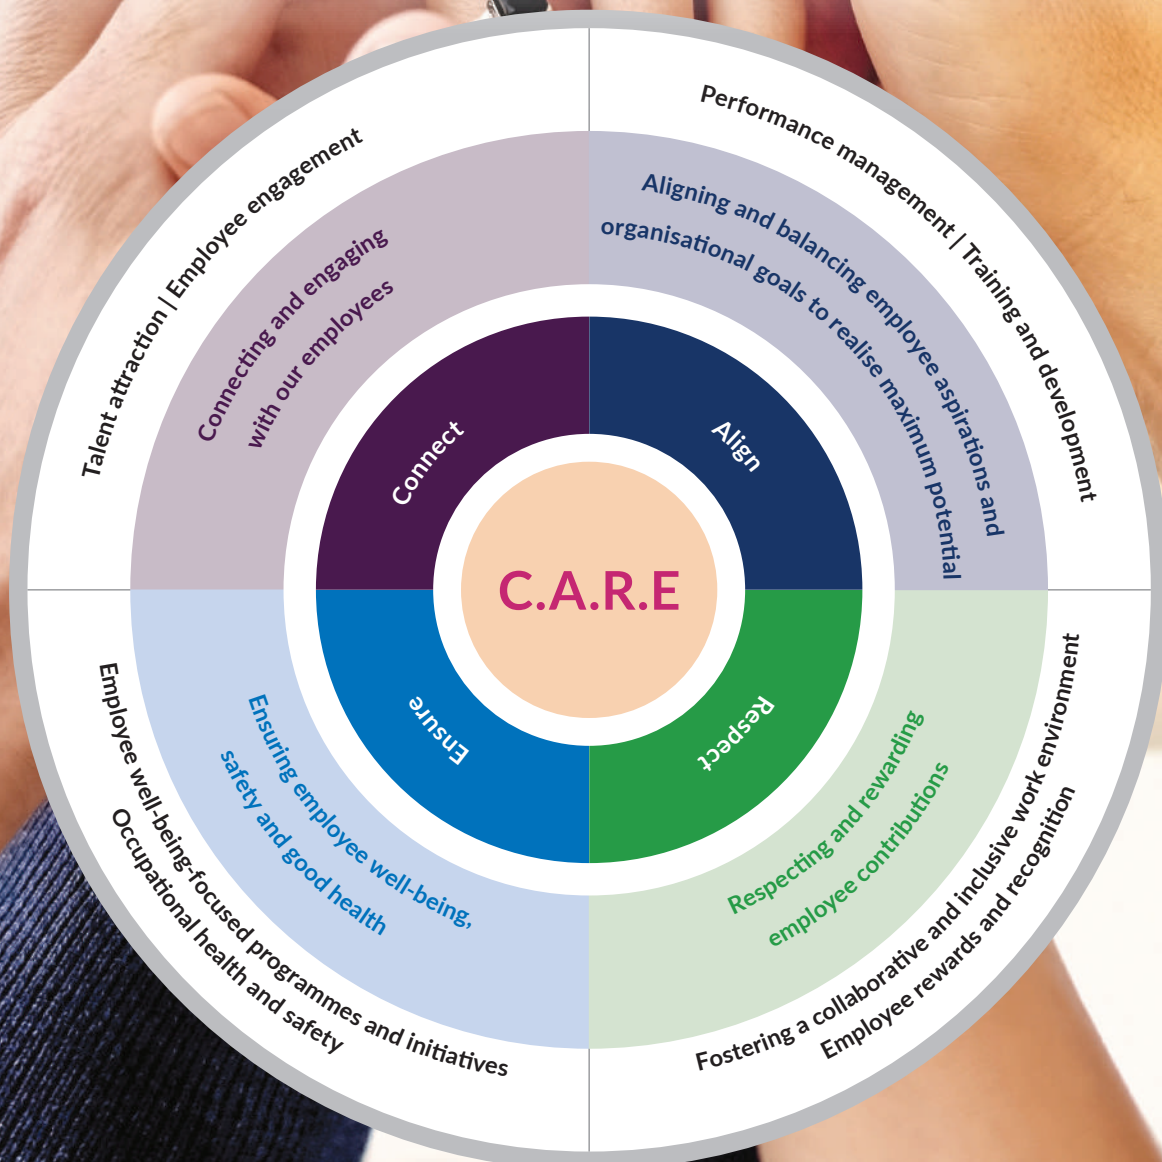 Talent attraction | Employee engagement
Connecting and engaging
with our employees
Connect
Performance management | Training and development
Aligning and balancing employee aspirations and
organisational goals to realise maximum potential
Align
C.A.R.E
Ensure
Ensuring employee well-being,
safety and good health
Employee well-being-focused programmes and initiatives
Occupational health and safety
Respect
Respecting and rewarding
employee contributions
Fostering a collaborative and inclusive work environment
Employee rewards and recognition